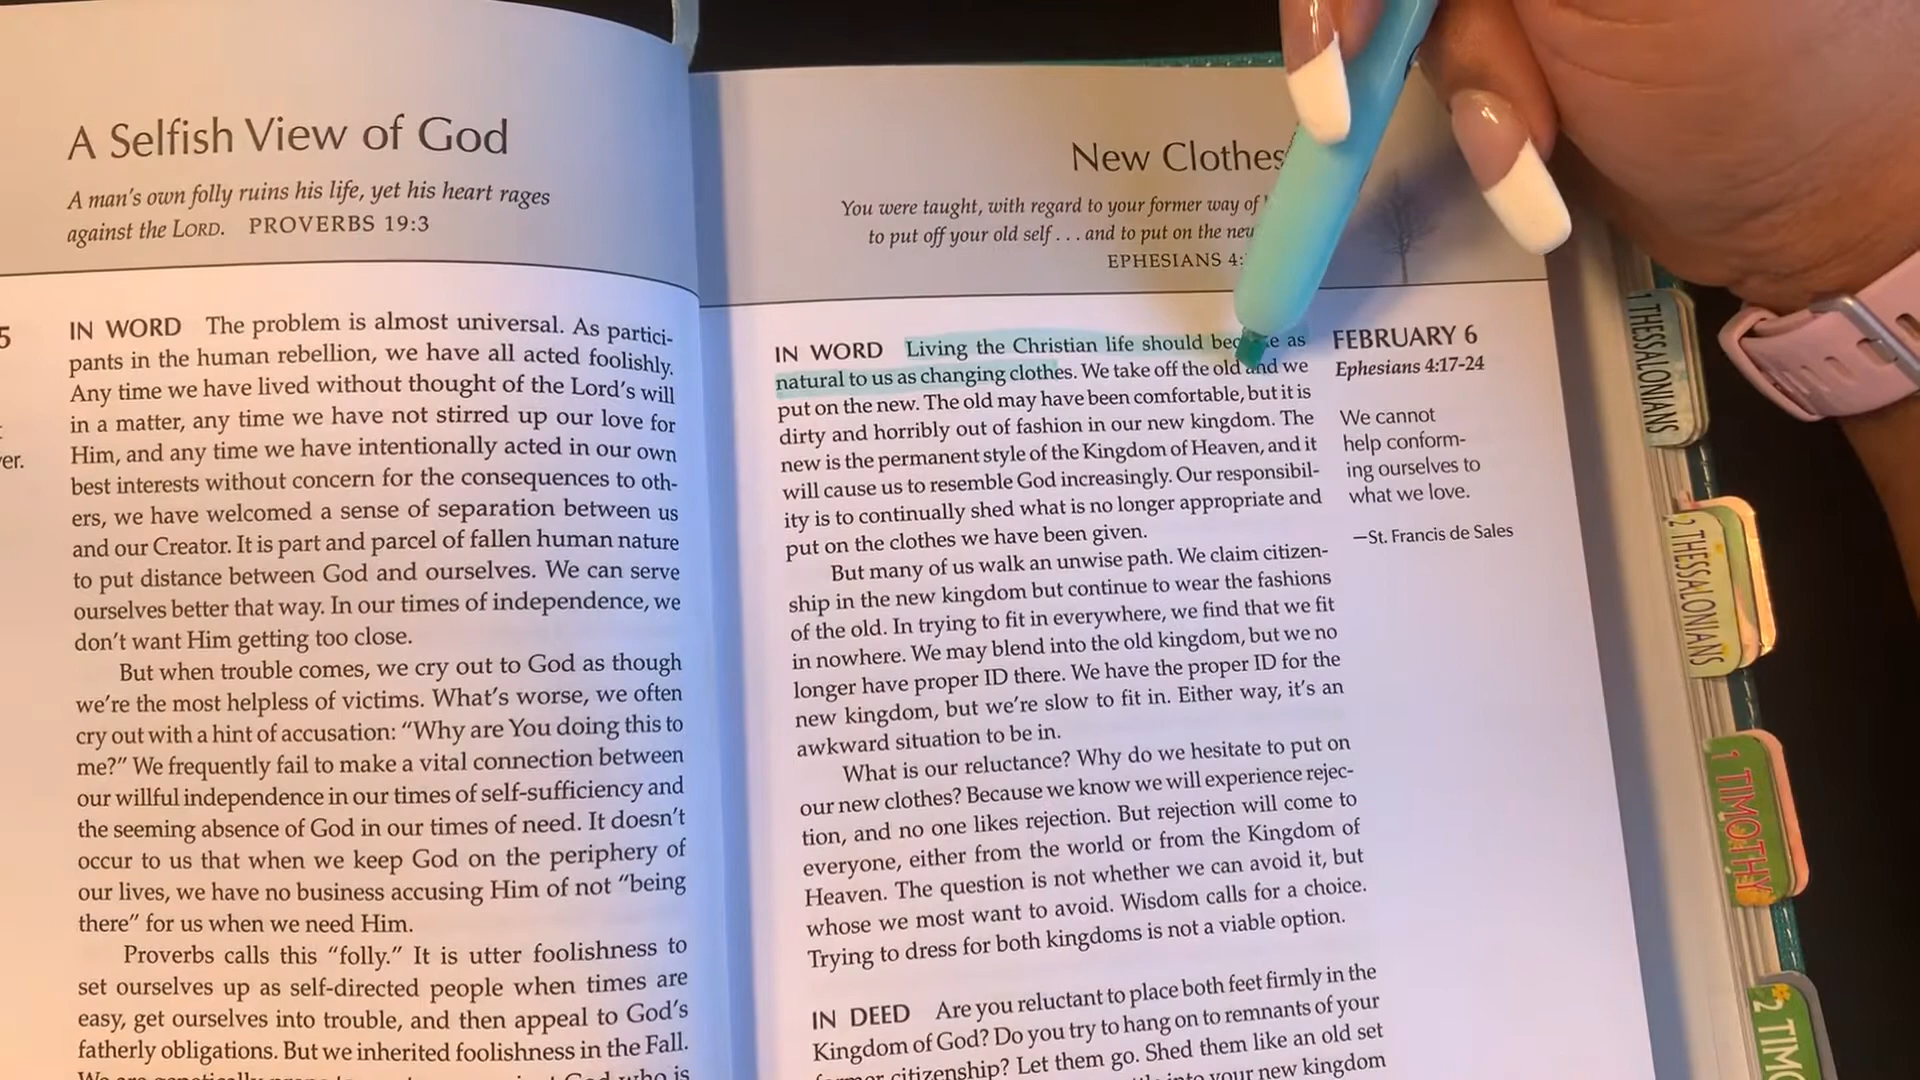 A Selfish View of God
A man's own folly ruins his life, yet his heart rages
against the LORD. PROVERBS 19:3
5
er.
IN WORD The problem is almost universal. As partici-
pants in the human rebellion, we have all acted foolishly.
Any time we have lived without thought of the Lord's will
in a matter, any time we have not stirred up our love for
Him, and any time we have intentionally acted in our own
best interests without concern for the consequences to oth-
ers, we have welcomed a sense of separation between us
and our Creator. It is part and parcel of fallen human nature
to put distance between God and ourselves. We can serve
ourselves better that way. In our times of independence, we
don't want Him getting too close.
But when trouble comes, we cry out to God as though
we're the most helpless of victims. What's worse, we often
cry out with a hint of accusation: “Why are You doing this to
me?” We frequently fail to make a vital connection between
our willful independence in our times of self-sufficiency and
the seeming absence of God in our times of need. It doesn't
occur to us that when we keep God on the periphery of
our lives, we have no business accusing Him of not “being
there” for us when we need Him.
Proverbs calls this “folly.” It is utter foolishness to
set ourselves up as self-directed people when times are
easy, get ourselves into trouble, and then appeal to God's
fatherly obligations. But we inherited foolishness in the Fall.
God who is
New Clothes
You were taught, with regard to your former way of
to put off your old self . . . and to put on the new
EPHESIANS 4:
IN WORD Living the Christian life should as
natural to us as changing clothes. We take off the old and we
put on the new. The old may have been comfortable, but it is
dirty and horribly out of fashion in our new kingdom. The
new is the permanent style of the Kingdom of Heaven, and it
will cause us to resemble God increasingly. Our responsibil-
ity is to continually shed what is no longer appropriate and
put on the clothes we have been given.
But many of us walk an unwise path. We claim citizen-
ship in the new kingdom but continue to wear the fashions
of the old. In trying to fit in everywhere, we find that we fit
in nowhere. We may blend into the old kingdom, but we no
longer have proper ID there. We have the proper ID for the
new kingdom, but we're slow to fit in. Either way, it's an
awkward situation to be in.
What is our reluctance? Why do we hesitate to put on
our new clothes? Because we know we will experience rejec-
tion, and no one likes rejection. But rejection will come to
everyone, either from the world or from the Kingdom of
Heaven. The question is not whether we can avoid it, but
whose we most want to avoid. Wisdom calls for a choice.
Trying to dress for both kingdoms is not a viable option.
IN DEED Are you reluctant to place both feet firmly in the
Kingdom of God? Do you try to hang on to remnants of your
citizenship? Let them go. Shed them like an old set
into your new kingdom
FEBRUARY 6
Ephesians 4:17-24
We cannot
help conform-
ing ourselves to
what we love.
—St. Francis de Sales
1 THESSALONIANS
2 THESSALONIANS
1 TIMOTHY
2 TIM